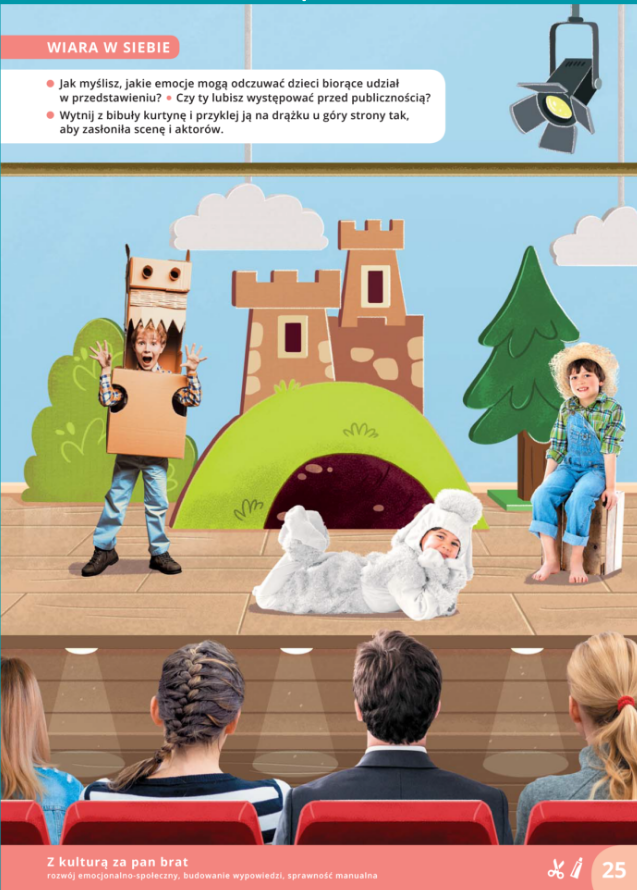 WIARA W SIEBIE
● Jak myślisz, jakie emocje mogą odczuwać dzieci biorące udział
w przedstawieniu? ● Czy ty lubisz występować przed publicznością?
● Wytnij z bibuły kurtynę i przyklej ją na drążku u góry strony tak,
aby zasłoniła scenę i aktorów.
Z kulturą za pan brat
rozwój emocjonalno-społeczny, budowanie wypowiedzi, sprawność manualna
25